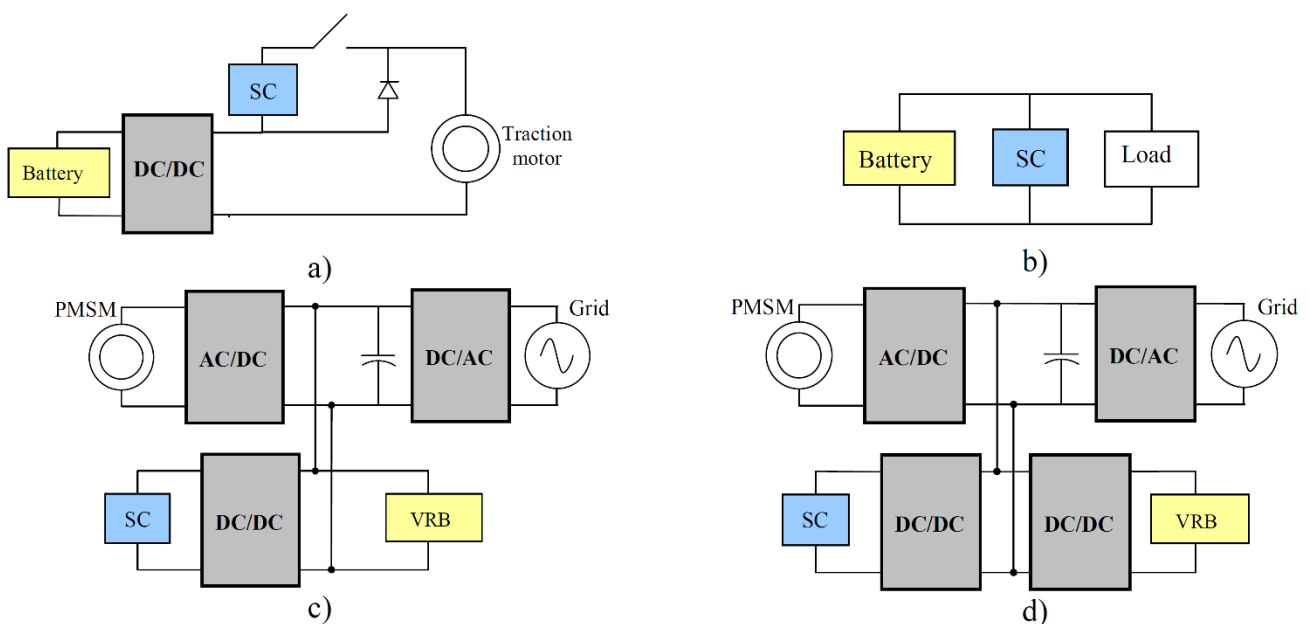 SC
Battery
DC/DC
Traction
motor
a)
Battery
SC
Load
b)
PMSM
AC/DC
DC/AC
Grid
SC
DC/DC
VRB
c)
PMSM
AC/DC
DC/AC
Grid
SC
DC/DC
DC/DC
VRB
d)